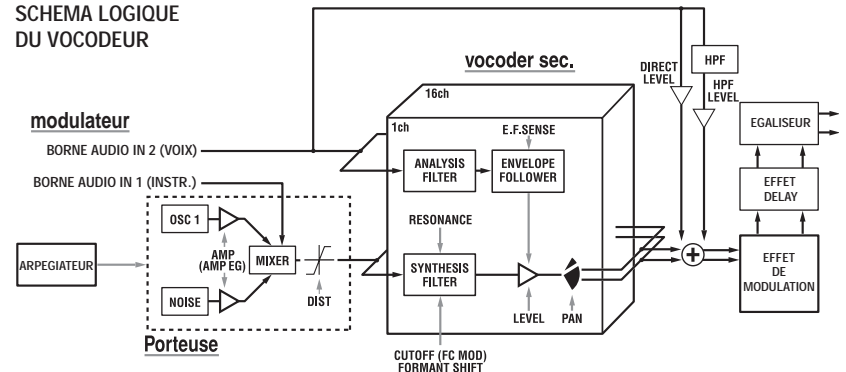 SCHEMA LOGIQUE
DU VOCODEUR
vocoder sec.
16ch
1ch
modulateur
BORNE AUDIO IN 2 (VOIX)
BORNE AUDIO IN 1 (INSTR.)
E.F.SENSE
ANALYSIS
FILTER
ENVELOPE
FOLLOWER
DIRECT
LEVEL
HPF
HPF
LEVEL
EGALISEUR
EFFET
DELAY
EFFET
DE
MODULATION
ARPEGIATEUR
OSC 1
AMP
(AMP EG)
NOISE
MIXER
DIST
Porteuse
RESONANCE
SYNTHESIS
FILTER
LEVEL
PAN
+
CUTOFF (FC MOD)
FORMANT SHIFT